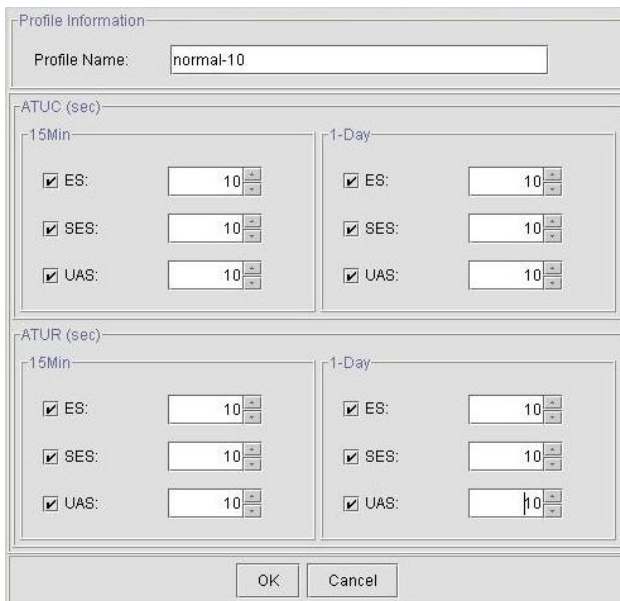 Profile Information
Profile Name: normal-10
ATUC (sec)
15Min 1-Day
ES: 10 ES: 10
SES: 10 SES: 10
UAS: 10 UAS: 10
ATUR (sec)
15Min 1-Day
ES: 10 ES: 10
SES: 10 SES: 10
UAS: 10 UAS: 10
OK Cancel